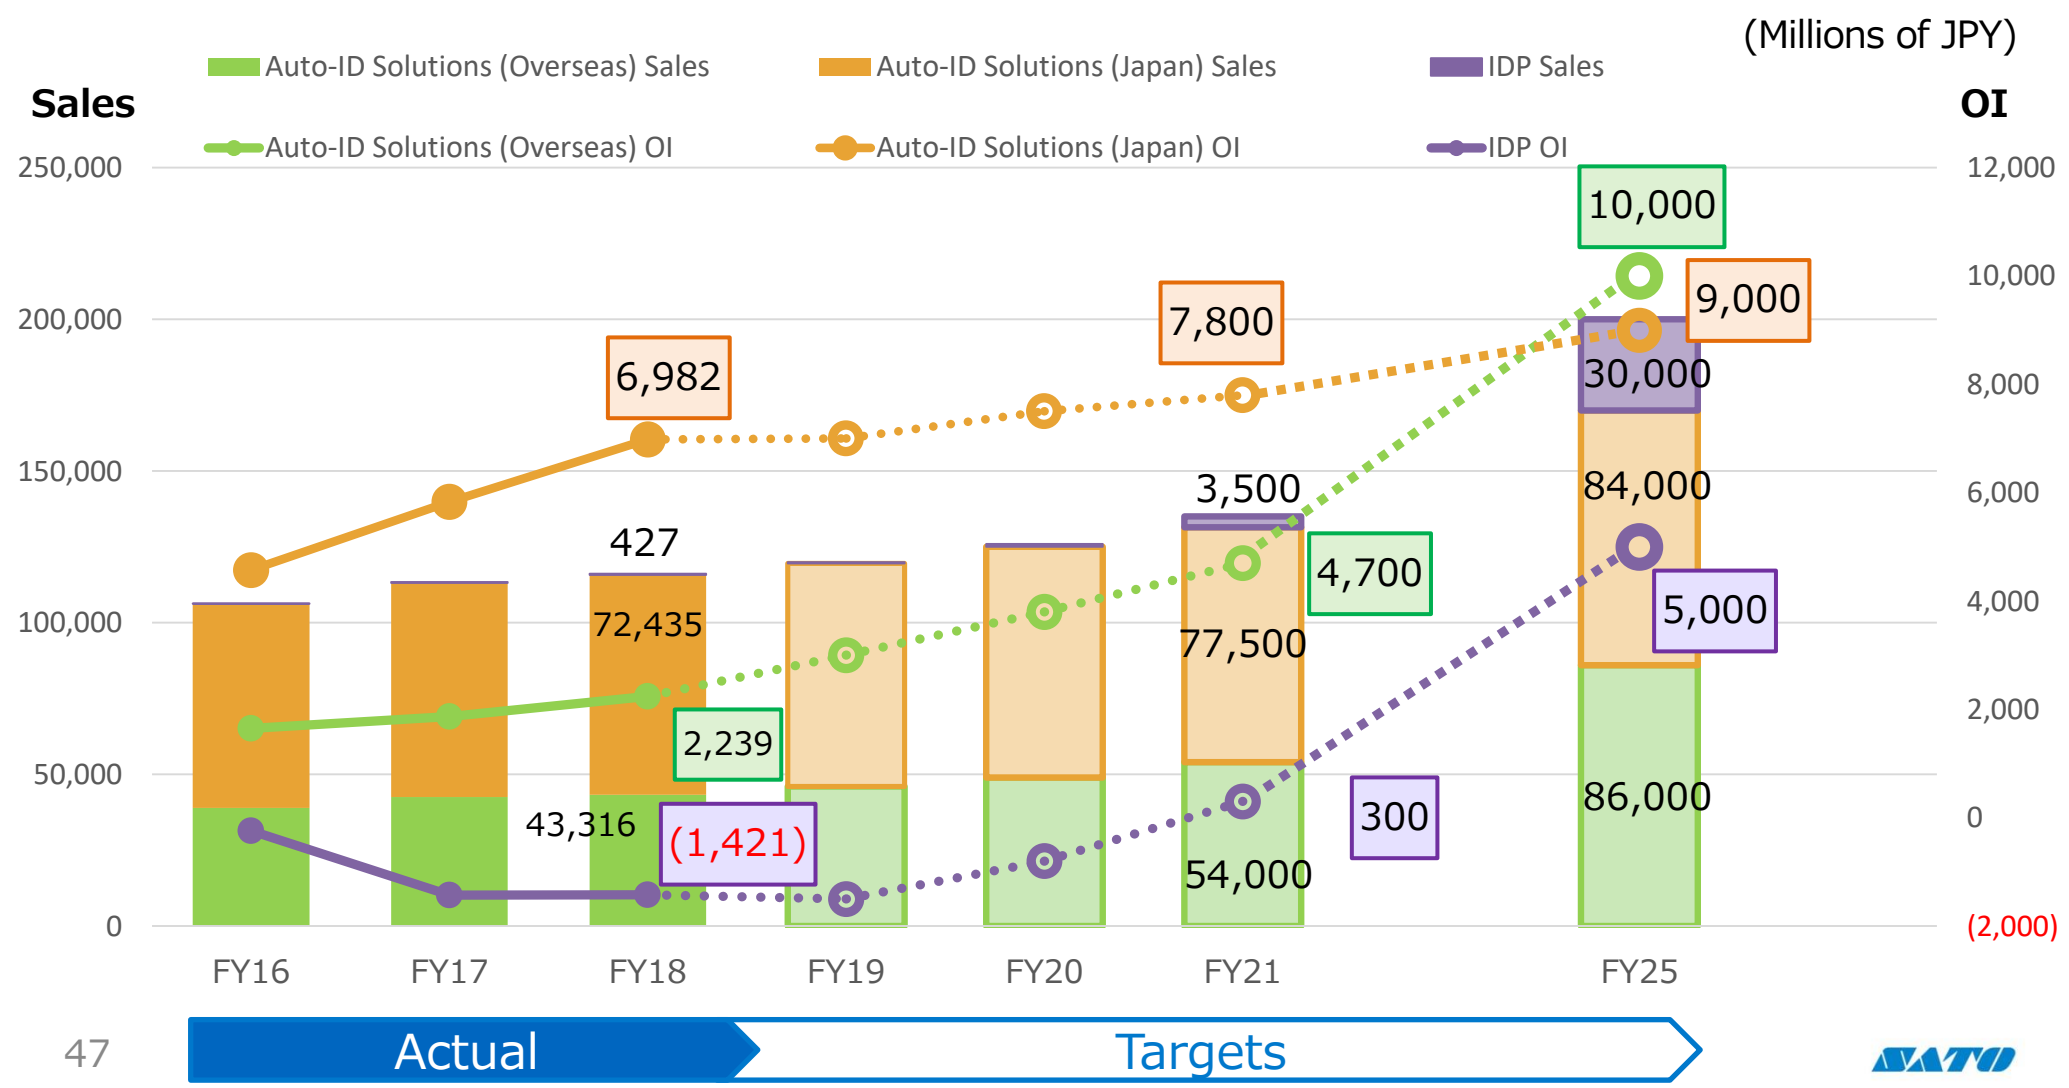 (Millions of JPY)
Auto-ID Solutions (Overseas) Sales
Auto-ID Solutions (Japan) Sales
IDP Sales
Sales
OI
Auto-ID Solutions (Overseas) OI
Auto-ID Solutions (Japan) OI
IDP OI
250,000
200,000
150,000
100,000
50,000
0
12,000
10,000
8,000
6,000
4,000
2,000
0
(2,000)
6,982
427
72,435
2,239
43,316
(1,421)
7,800
3,500
4,700
77,500
300
54,000
10,000
9,000
30,000
84,000
5,000
86,000
FY16
FY17
FY18
FY19
FY20
FY21
FY25
47
Actual
Targets
SATO